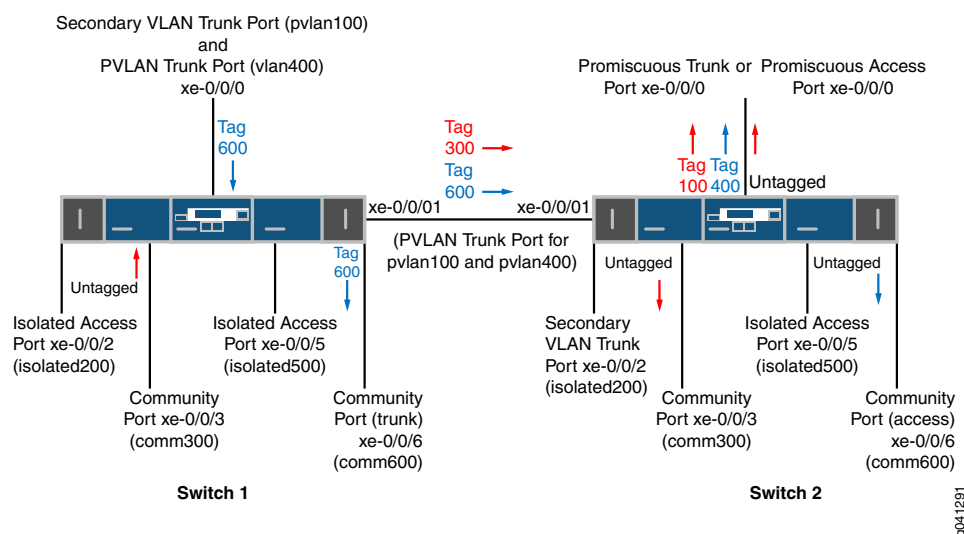 Secondary VLAN Trunk Port (pvlan100)
and
PVLAN Trunk Port (vlan400)
xe-0/0/0
Tag
600
Tag
300
Tag
600
Promiscuous Trunk or
Port xe-0/0/0
Promiscuous Access
Port xe-0/0/0
Tag
100
Tag
400
Untagged
xe-0/0/01
xe-0/0/01
(PVLAN Trunk Port for
pvlan100 and pvlan400)
Untagged
Tag
600
Isolated Access
Port xe-0/0/2
(isolated200)
Isolated Access
Port xe-0/0/5
(isolated500)
Community
Port xe-0/0/3
(comm300)
Community
Port (trunk)
xe-0/0/6
(comm600)
Switch 1
Untagged
Untagged
Secondary
VLAN Trunk
Port xe-0/0/2
(isolated200)
Isolated Access
Port xe-0/0/5
(isolated500)
Community
Port xe-0/0/3
(comm300)
Community
Port (access)
xe-0/0/6
(comm600)
Switch 2
g041291